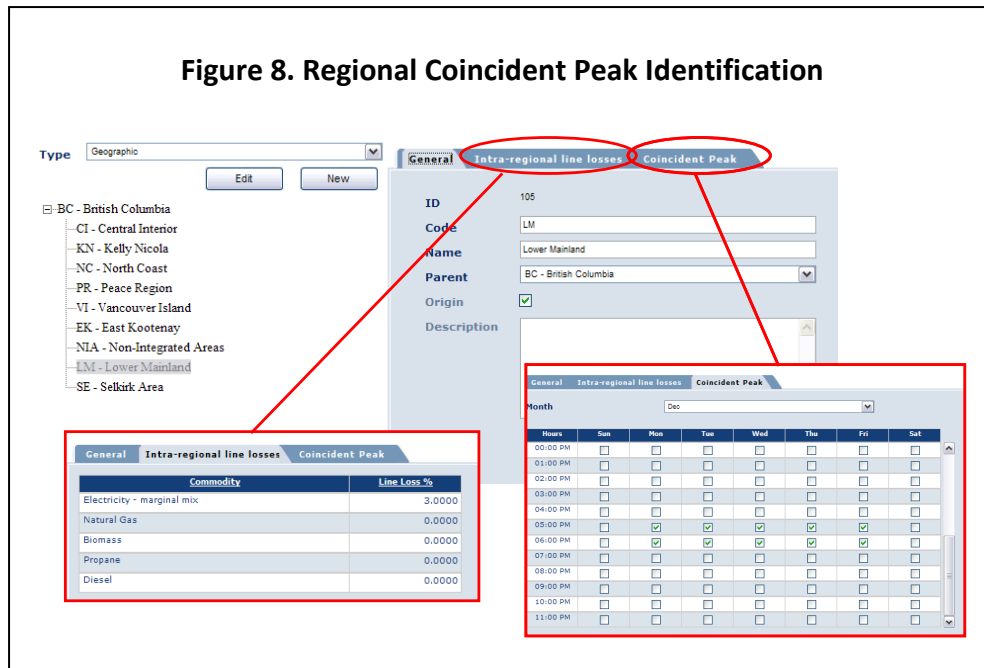 Figure 8. Regional Coincident Peak Identification
Type Geographic
Edit New
BC - British Columbia
CI - Central Interior
KN - Kelly Nicola
NC - North Coast
PR - Peace Region
VI - Vancouver Island
EK - East Kootenay
NIA - Non-Integrated Areas
LM - Lower Mainland
SE - Selkirk Area
General Intra-regional line losses Coincident Peak
ID 105
Code LM
Name Lower Mainland
Parent BC - British Columbia
Origin
Description
General Intra-regional line losses Coincident Peak
Commodity Line Loss %
Electricity - marginal mix 3.0000
Natural Gas 0.0000
Biomass 0.0000
Propane 0.0000
Diesel 0.0000
General Intra-regional line losses Coincident Peak
Month Dec
Hours Sun Mon Tue Wed Thu Fri Sat
00:00 PM
01:00 PM
02:00 PM
03:00 PM
04:00 PM
05:00 PM
06:00 PM
07:00 PM
08:00 PM
09:00 PM
10:00 PM
11:00 PM